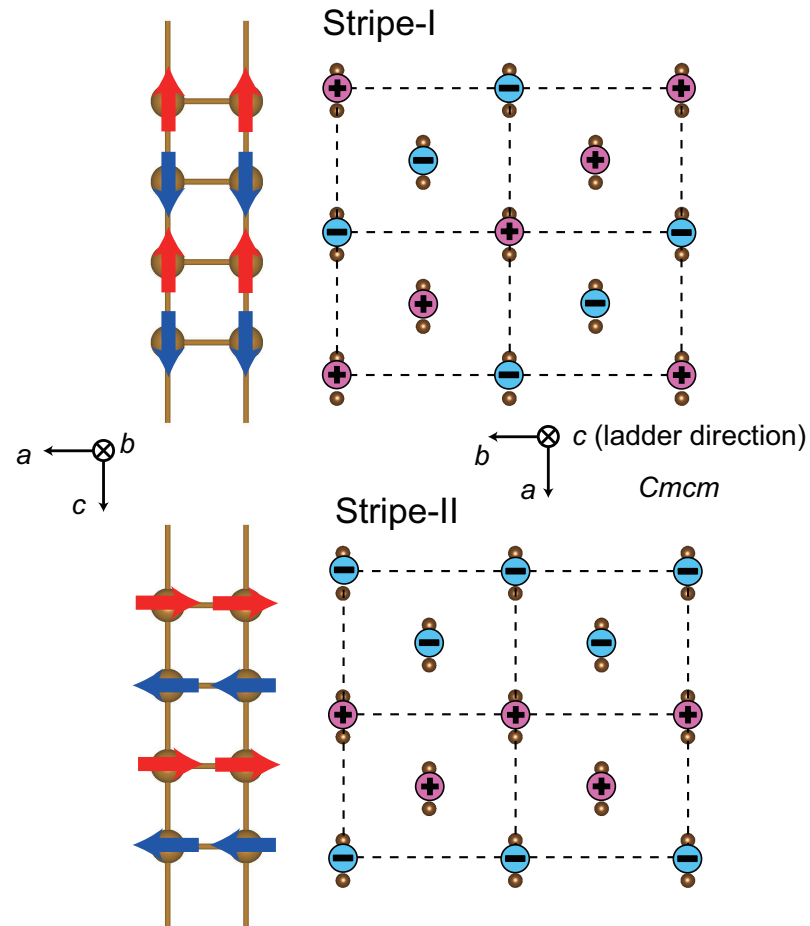 Stripe-I
+ − +
− +
− + −
+ −
+ − +
a b
c
b c (ladder direction)
a
Cmcm
Stripe-II
− − −
− −
+ + +
+ +
− − −